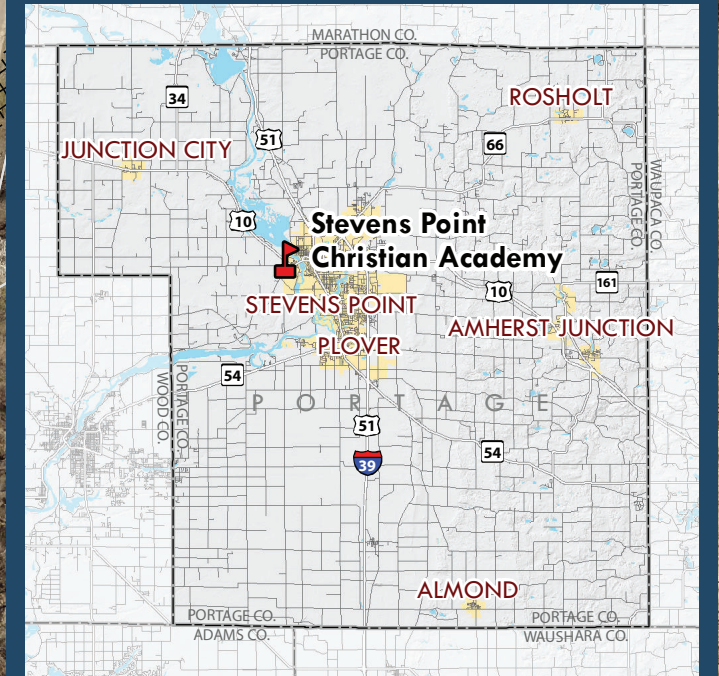 MARATHON CO.
PORTAGE CO.
ROSHOLT
34
51
66
JUNCTION CITY
WAUPACA CO.
PORTAGE CO.
10
Stevens Point
Christian Academy
10
161
STEVENS POINT
AMHERST JUNCTION
PLOVER
54
PORTAGE CO.
WOOD CO.
PORTAGE
51
54
39
ALMOND
PORTAGE CO.
ADAMS CO.
PORTAGE CO.
WAUSHARA CO.